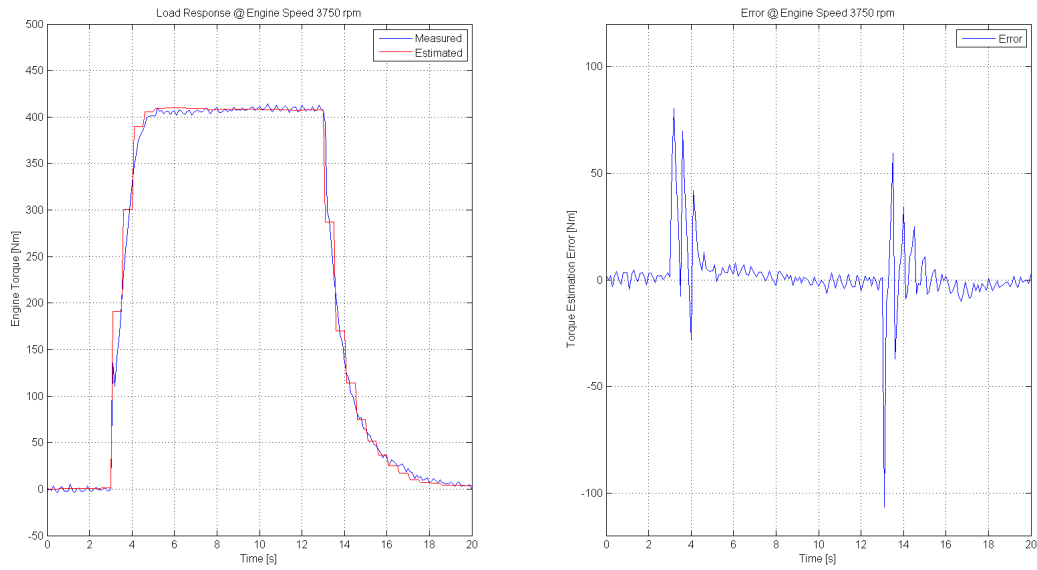 Load Response @ Engine Speed 3750 rpm
500
450
400
350
300
250
200
150
100
50
0
-50
Engine Torque [Nm]
Measured
Estimated
0 2 4 6 8 10 12 14 16 18 20
Time [s]
Error @ Engine Speed 3750 rpm
100
50
0
-50
-100
Torque Estimation Error [Nm]
Error
0 2 4 6 8 10 12 14 16 18 20
Time [s]